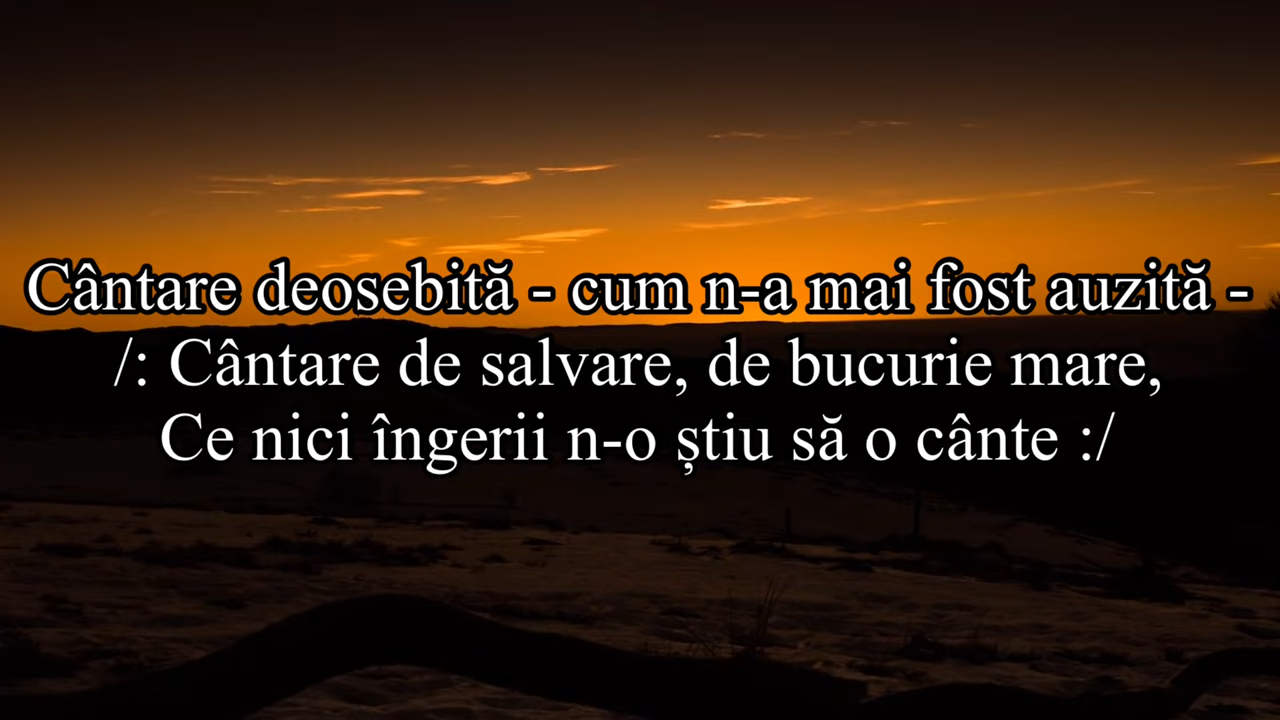 Cântare deosebită - cum n-a mai fost auzită -
/: Cântare de salvare, de bucurie mare,
Ce nici îngerii n-o știu să o cânte :/